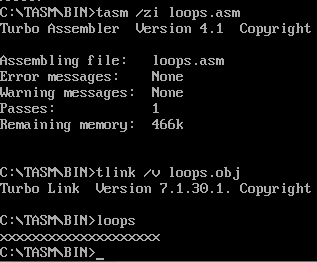 C:\TASM\BIN>tasm /zi loops.asm
Turbo Assembler  Version 4.1  Copyright
Assembling file:   loops.asm
Error messages:    None
Warning messages:  None
Passes:            1
Remaining memory:  466k
C:\TASM\BIN>tlink /v loops.obj
Turbo Link  Version 7.1.30.1. Copyright
C:\TASM\BIN>loops
xxxxxxxxxxxxxxxxxxxx
C:\TASM\BIN>_